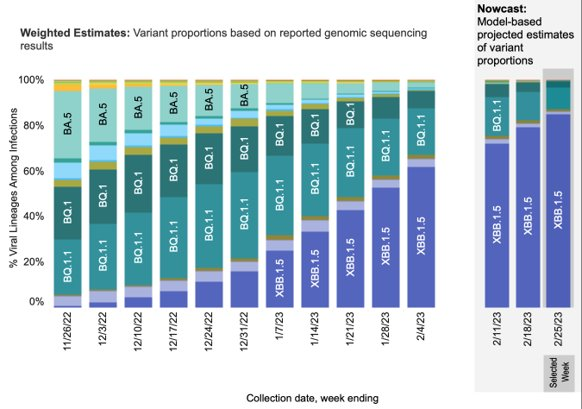 Weighted Estimates: Variant proportions based on reported genomic sequencing
results
Nowcast:
Model-based
projected estimates
of variant
proportions
% Viral Lineages Among Infections
100%
80%
60%
40%
20%
0%
BA.5
BQ.1
BQ.1.1
BA.5
BQ.1
BQ.1.1
BA.5
BQ.1
BQ.1.1
BA.5
BQ.1
BQ.1.1
BA.5
BQ.1
BQ.1.1
BA.5
BQ.1
BQ.1.1
BQ.1
BQ.1.1
XBB.1.5
BQ.1
BQ.1.1
XBB.1.5
BQ.1
BQ.1.1
XBB.1.5
BQ.1.1
XBB.1.5
BQ.1.1
XBB.1.5
BQ.1.1
XBB.1.5
XBB.1.5
XBB.1.5
11/26/22
12/3/22
12/10/22
12/17/22
12/24/22
12/31/22
1/7/23
1/14/23
1/21/23
1/28/23
2/4/23
2/11/23
2/18/23
2/25/23
Selected
Week
Collection date, week ending